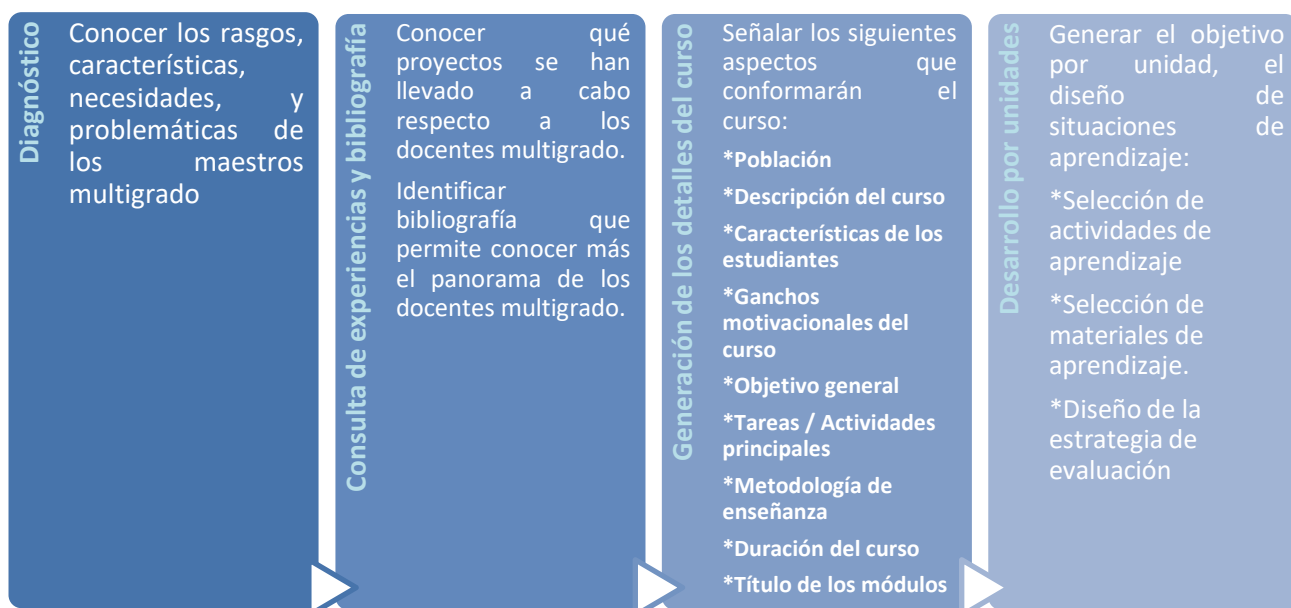 Diagnóstico
Conocer los rasgos,
características,
necesidades, y
problemáticas de
los maestros
multigrado
Consulta de experiencias y bibliografía
Conocer qué
proyectos se han
llevado a cabo
respecto a los
docentes multigrado.
Identificar
bibliografía que
permite conocer más
el panorama de los
docentes multigrado.
Generación de los detalles del curso
Señalar los siguientes
aspectos que
conformarán el
curso:
*Población
*Descripción del curso
*Características de los
estudiantes
*Ganchos
motivacionales del
curso
*Objetivo general
*Tareas / Actividades
principales
*Metodología de
enseñanza
*Duración del curso
*Título de los módulos
Desarrollo por unidades
Generar el objetivo
por unidad, el
diseño de
situaciones de
aprendizaje:
*Selección de
actividades de
aprendizaje
*Selección de
materiales de
aprendizaje.
*Diseño de la
estrategia de
evaluación